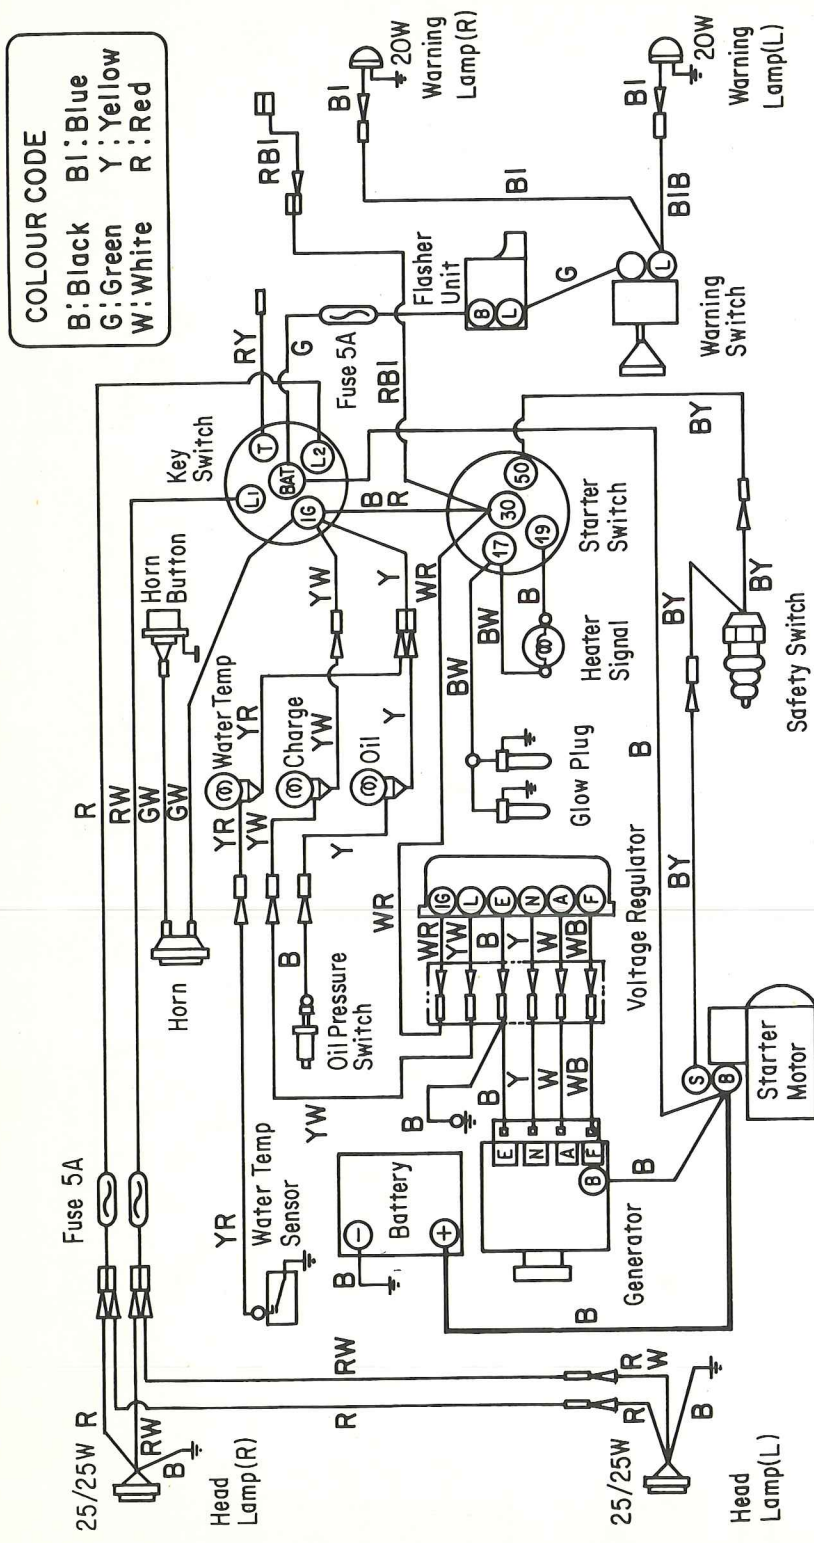 COLOUR CODE
B:Black Bl:Blue
G:Green Y:Yellow
W:White R:Red
20W
Warning
Lamp(R)
20W
Warning
Lamp(L)
Bl
Bl
RBl
Bl
BlB
G
Flasher
Unit
B
L
L
Warning
Switch
RY
G
Fuse 5A
RBl
Key
Switch
T
L1
BAT
L2
IG
B
R
50
30
17
19
Starter
Switch
BY
Horn
Button
YW
Y
WR
BW
BW
B
Heater
Signal
BY
BY
Safety Switch
R
RW
GW
GW
Water Temp
YR
Charge
YW
Oil
Y
YR
YW
Y
Glow Plug
B
Horn
B
Oil Pressure
Switch
WR
WR
YW
B
Y
W
WB
IG
L
E
N
A
F
Voltage Regulator
BY
YW
B
B
Y
W
WB
S
B
Starter
Motor
Fuse 5A
YR
Water Temp
Sensor
Battery
−
+
B
E
N
A
F
B
B
Generator
B
R
RW
25/25W
R
RW
B
Head
Lamp(R)
25/25W
R
R
W
B
Head
Lamp(L)